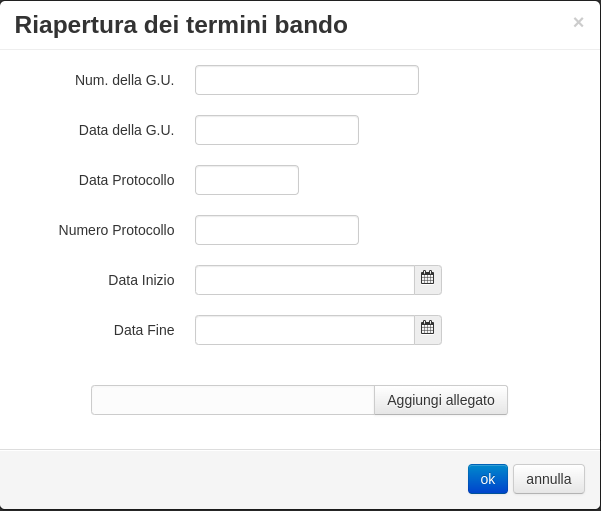 Riapertura dei termini bando ×
Num. della G.U.
Data della G.U.
Data Protocollo
Numero Protocollo
Data Inizio
Data Fine
Aggiungi allegato
ok annulla